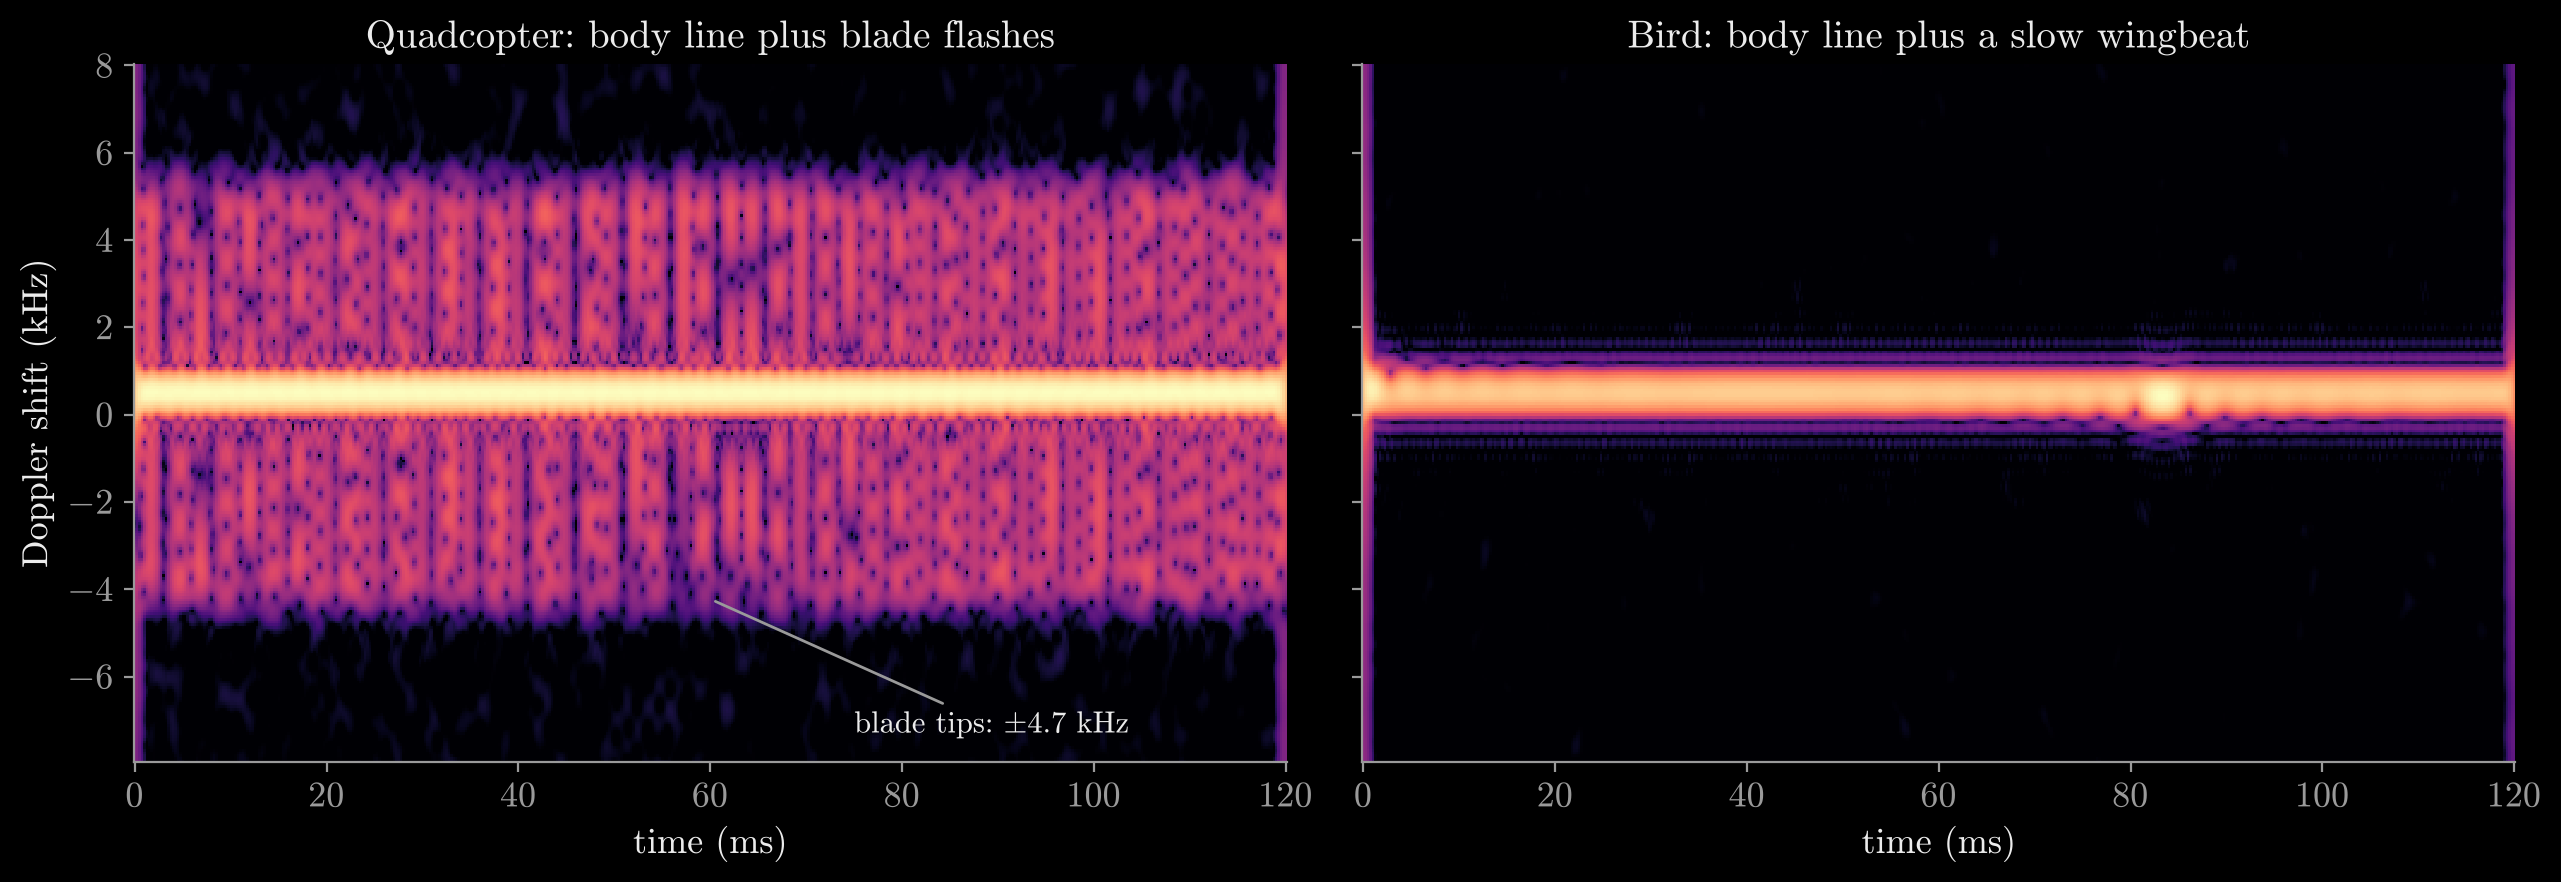 Quadcopter: body line plus blade flashes
Bird: body line plus a slow wingbeat
Doppler shift (kHz)
8
6
4
2
0
−2
−4
−6
blade tips: ±4.7 kHz
0 20 40 60 80 100 120
0 20 40 60 80 100 120
time (ms)
time (ms)